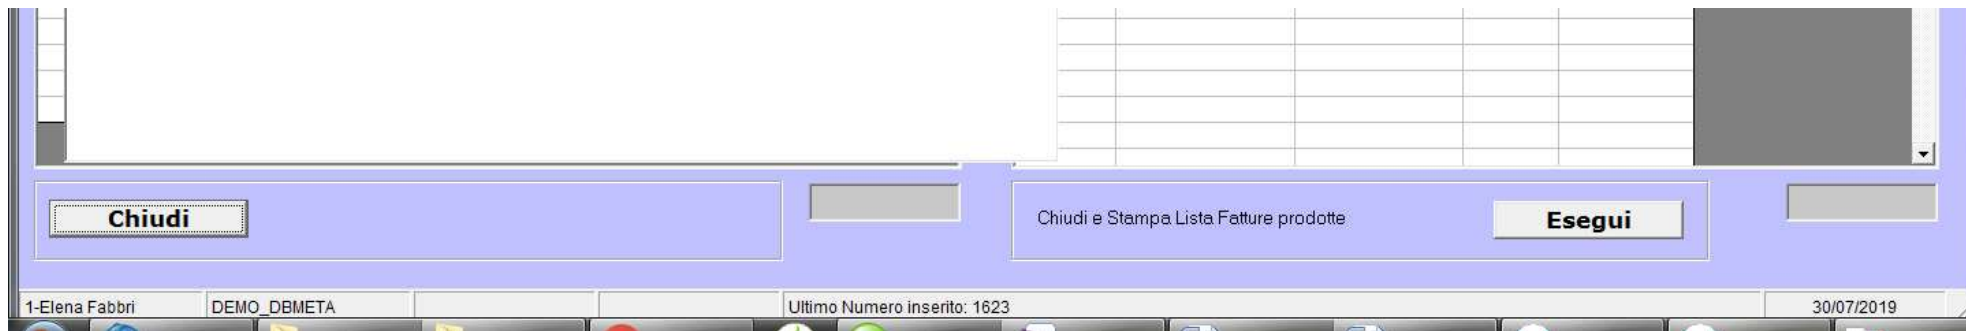 Chiudi
Chiudi e Stampa Lista Fatture prodotte
Esegui
1-Elena Fabbri
DEMO_DBMETA
Ultimo Numero inserito: 1623
30/07/2019